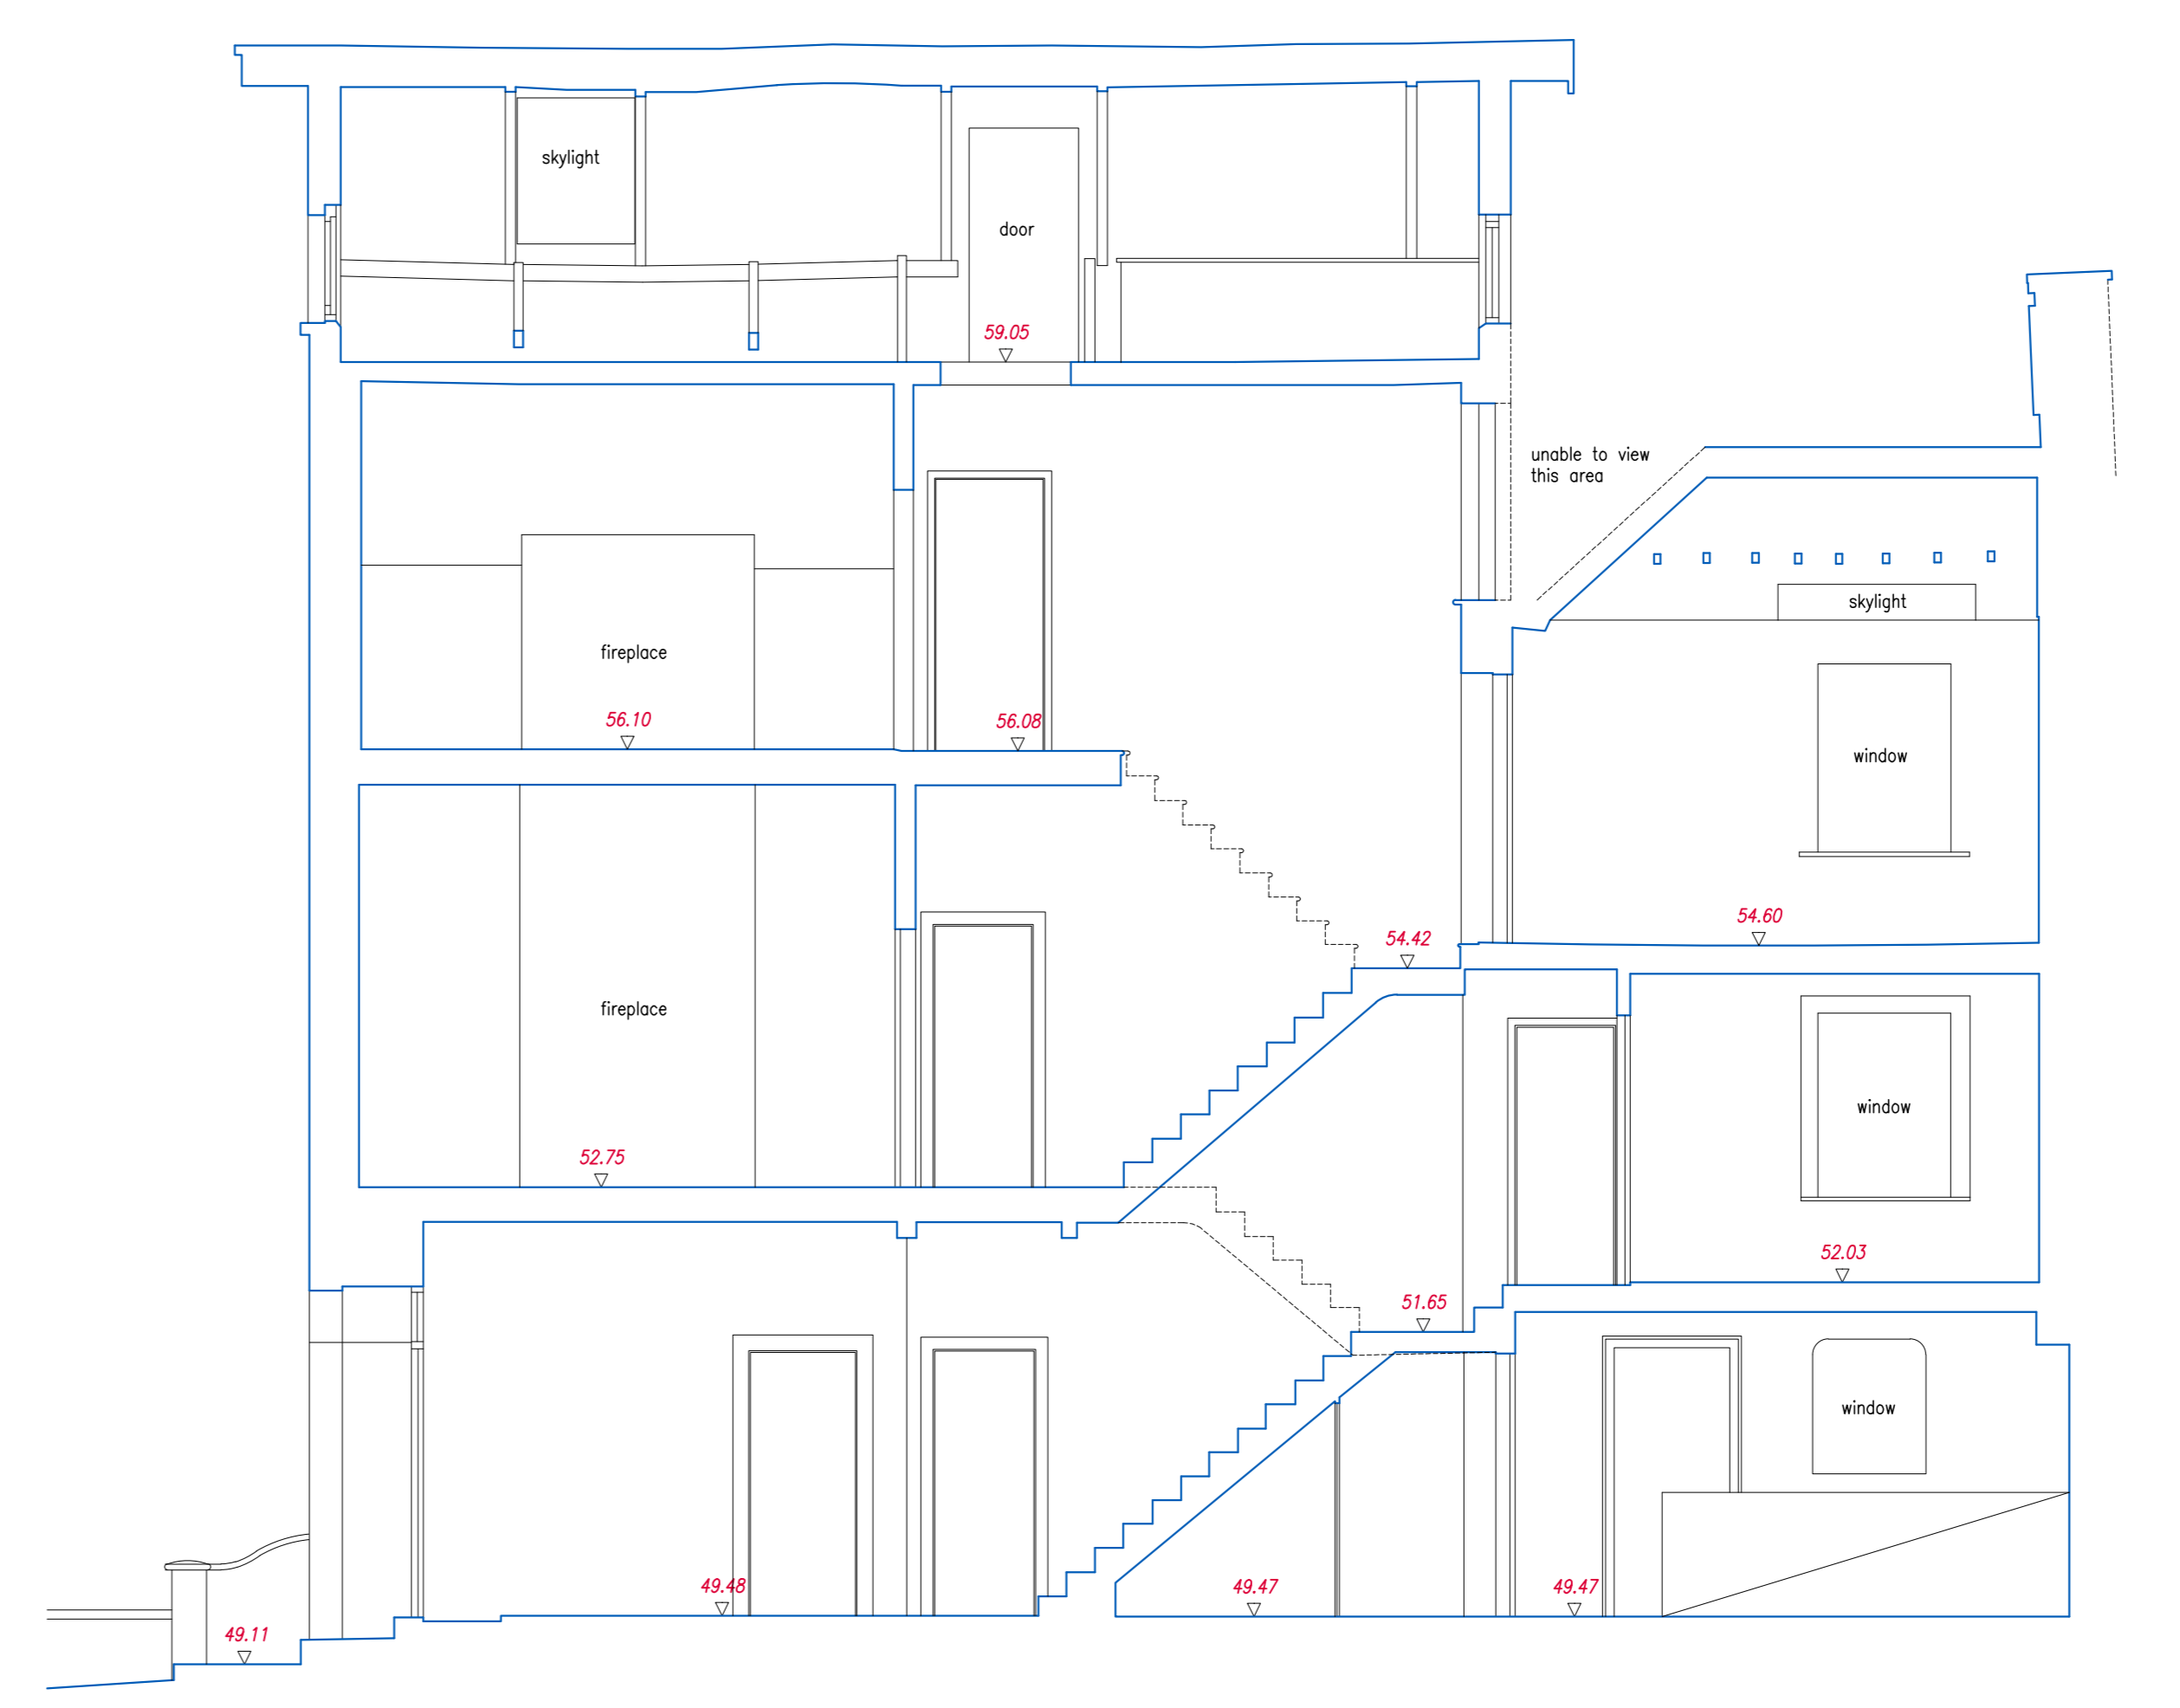 skylight
door
59.05
unable to view
this area
skylight
fireplace
56.10
56.08
window
54.60
54.42
fireplace
window
52.75
52.03
51.65
window
49.48
49.47
49.47
49.11